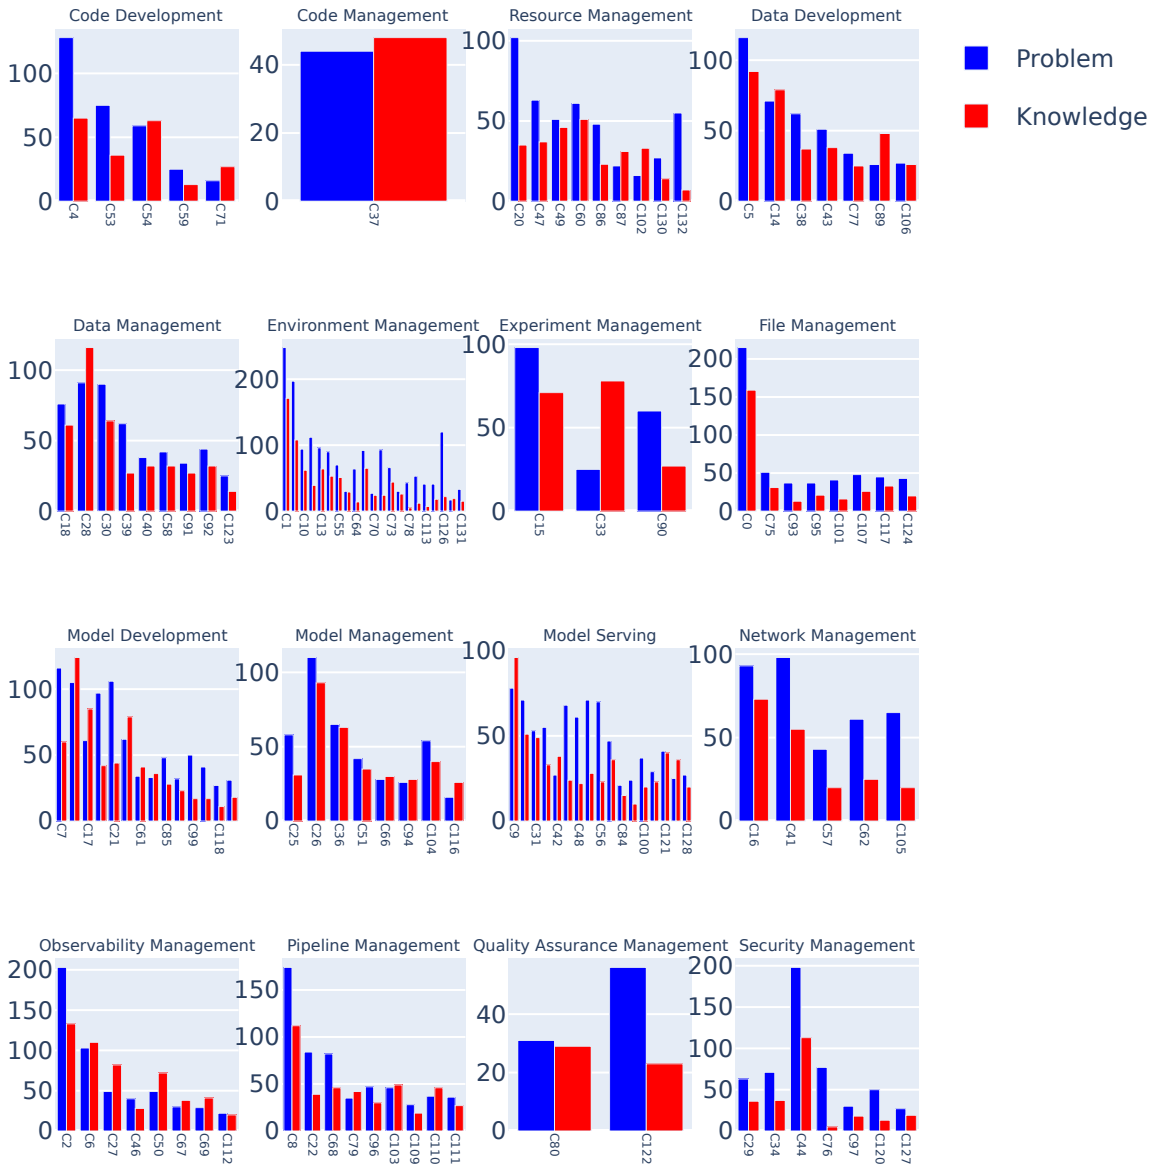 Code Development
Code Management
Resource Management
Data Development
Problem
Knowledge
100
50
0
C4
C53
C54
C59
C71
40
20
0
C37
100
50
0
C20
C47
C49
C60
C86
C87
C102
C130
C132
100
50
0
C5
C14
C38
C43
C77
C89
C106
Data Management
Environment Management
Experiment Management
File Management
100
50
0
C18
C28
C30
C39
C40
C58
C91
C92
C123
200
100
0
C1
C10
C13
C55
C64
C70
C73
C78
C113
C126
C131
100
50
0
C15
C33
C90
200
150
100
50
0
C0
C75
C93
C95
C101
C107
C117
C124
Model Development
Model Management
Model Serving
Network Management
100
50
0
C7
C17
C21
C61
C85
C99
C118
100
50
0
C25
C26
C36
C51
C66
C94
C104
C116
100
50
0
C9
C31
C42
C48
C56
C84
C100
C121
C128
100
50
0
C16
C41
C57
C62
C105
Observability Management
Pipeline Management
Quality Assurance Management
Security Management
200
150
100
50
0
C2
C6
C27
C46
C50
C67
C69
C112
150
100
50
0
C8
C22
C68
C79
C96
C103
C109
C110
C111
40
20
0
C80
C122
200
150
100
50
0
C29
C34
C44
C76
C97
C120
C127